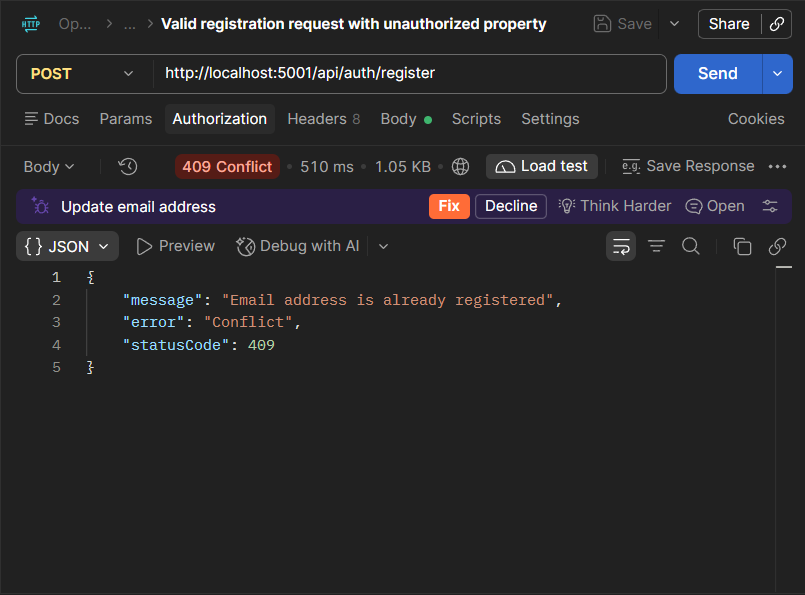 HTTP Op... > ... > Valid registration request with unauthorized property Save Share
POST http://localhost:5001/api/auth/register Send
Docs Params Authorization Headers 8 Body Scripts Settings Cookies
Body 409 Conflict • 510 ms • 1.05 KB • Load test e.g. Save Response
Update email address Fix Decline Think Harder Open
{} JSON Preview Debug with AI
1 {
2 "message": "Email address is already registered",
3 "error": "Conflict",
4 "statusCode": 409
5 }